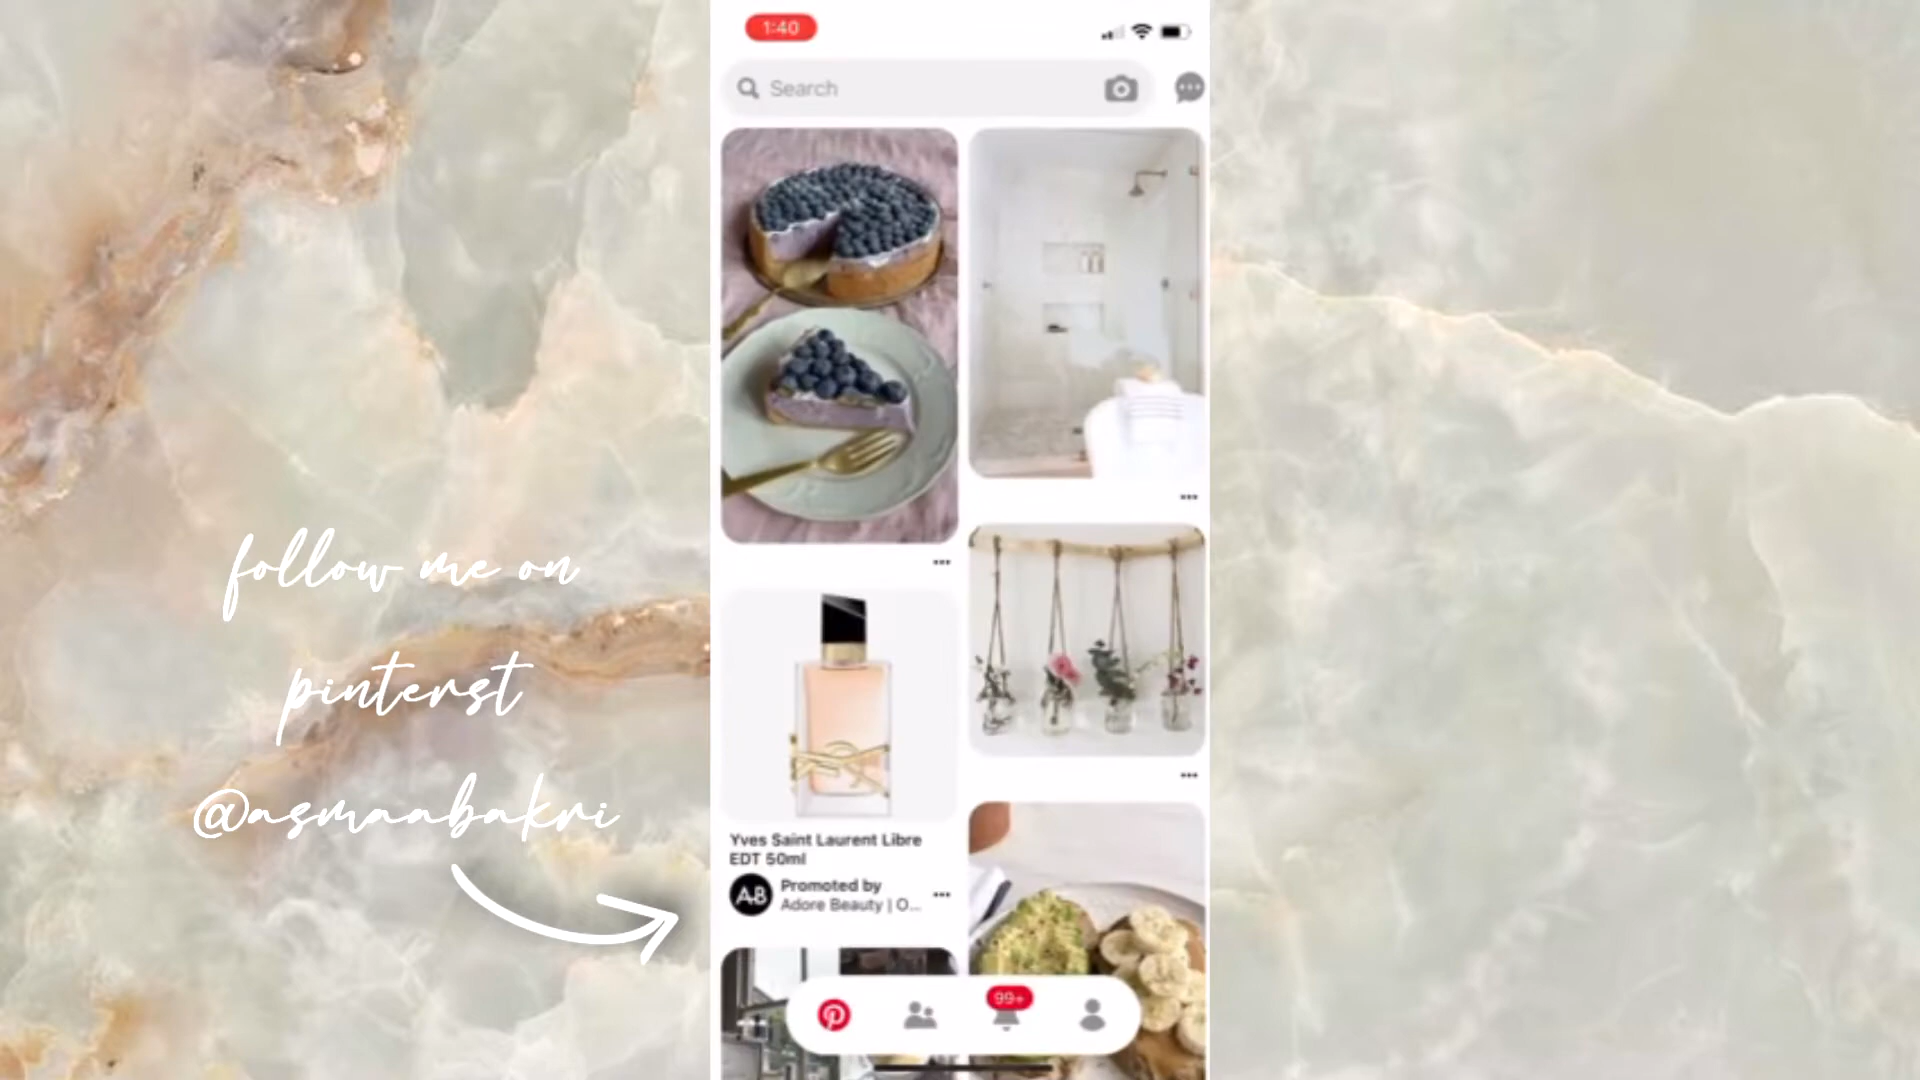 1:40
Search
follow me on
pinterst
@asmaabakri
Yves Saint Laurent Libre
EDT 50ml
AB
Promoted by
Adore Beauty | O...
99+